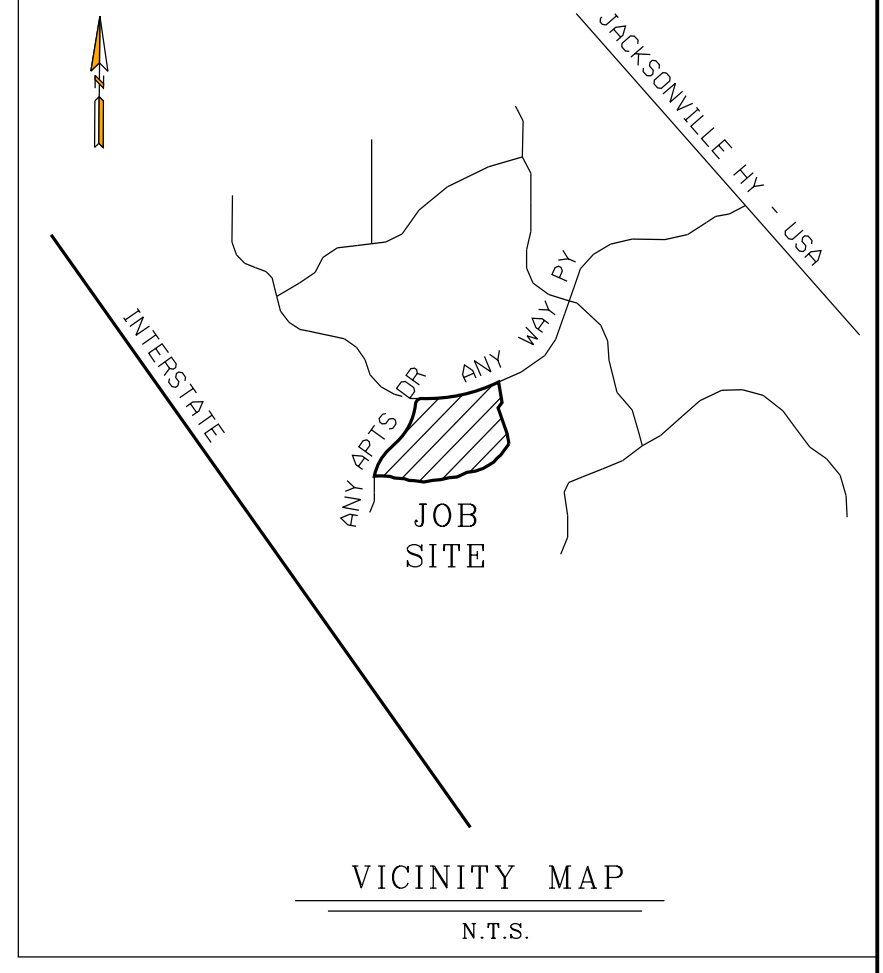 N
JACKSONVILLE HY - USA
INTERSTATE
ANY WAY PY
ANY APTS DR
JOB
SITE
VICINITY MAP
N.T.S.